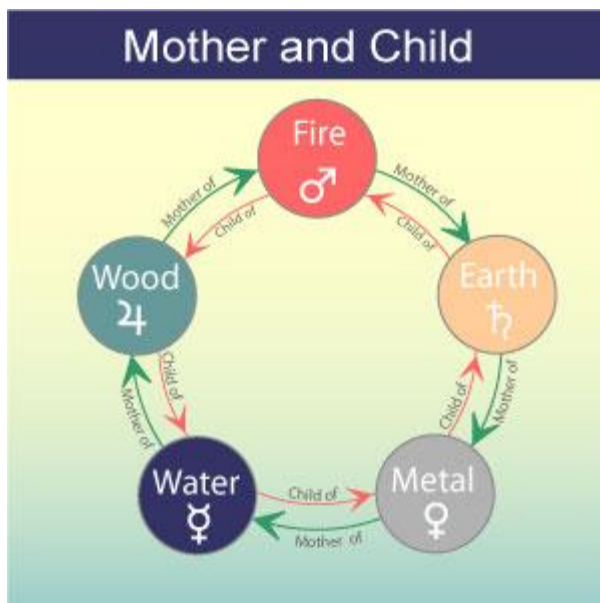 Mother and Child
Fire
♂
Mother of
Mother of
Child of
Child of
Wood
♃
Earth
♄
Child of
Mother of
Child of
Mother of
Water
☿
Child of
Mother of
Metal
♀